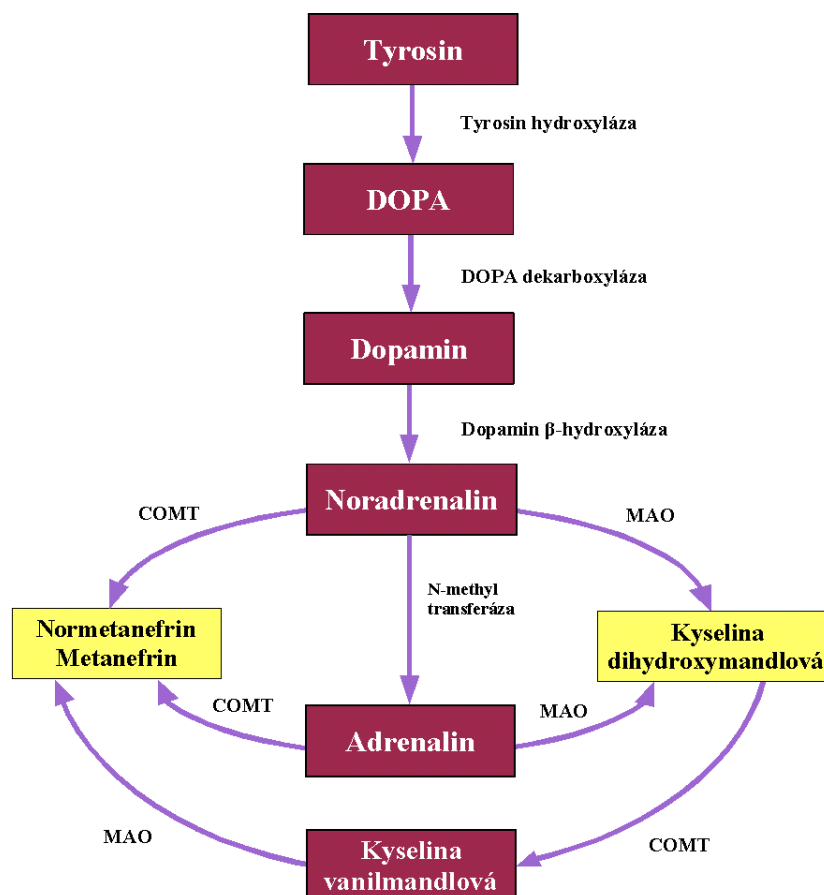 Tyrosin
Tyrosin hydroxyláza
DOPA
DOPA dekarboxyláza
Dopamin
Dopamin β-hydroxyláza
Noradrenalin
COMT
MAO
N-methyl
transferáza
Normetanefrin
Metanefrin
Kyselina
dihydroxymandlová
COMT
MAO
Adrenalin
MAO
COMT
Kyselina
vanilmandlová